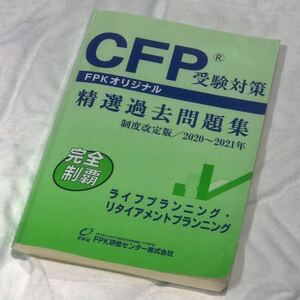 CFP®
受験対策
FPKオリジナル
精選過去問題集
制度改定版／2020～2021年
完全
制覇
ライフプランニング・
リタイアメントプランニング
FPK研修センター株式会社